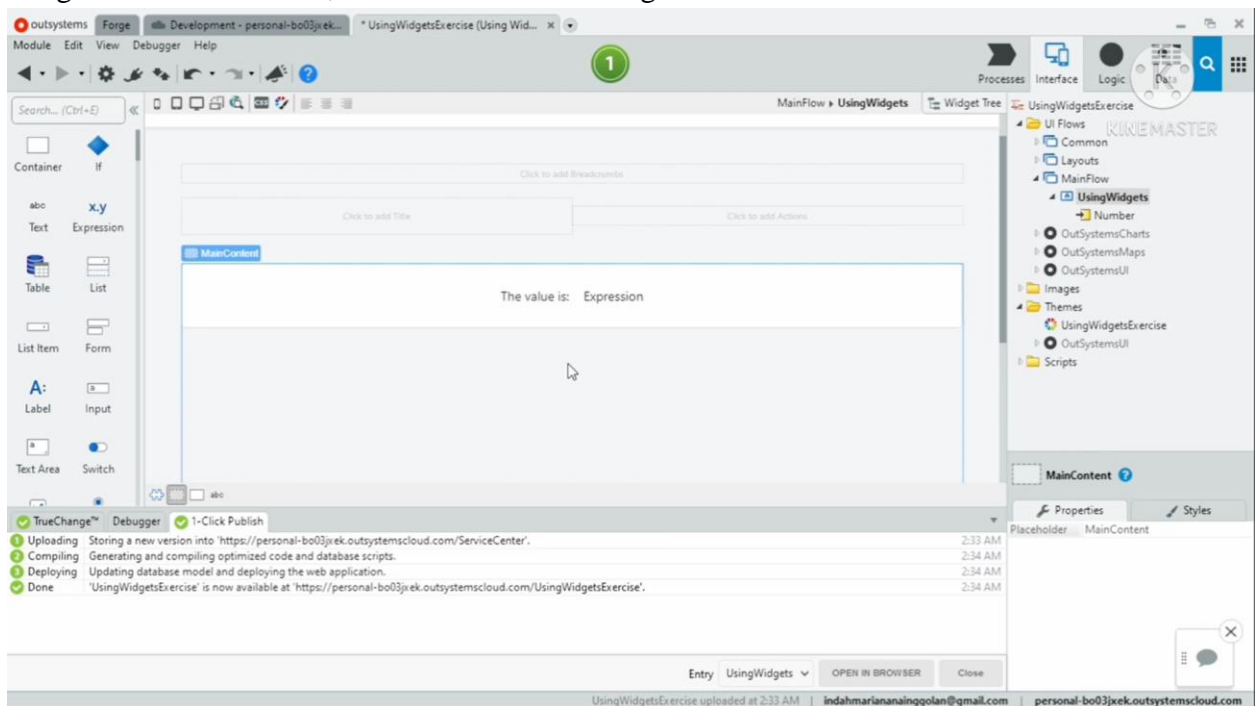 outsystems Forge Development - personal-bo03jxek... * UsingWidgetsExercise (Using Wid...
Module Edit View Debugger Help
1
Processes Interface Logic Data
Search... (Ctrl+E)
CSS
MainFlow UsingWidgets Widget Tree
UsingWidgetsExercise
UI Flows
KINEMASTER
Common
Layouts
MainFlow
UsingWidgets
Number
OutSystemsCharts
OutSystemsMaps
OutSystemsUI
Images
Themes
UsingWidgetsExercise
OutSystemsUI
Scripts
Container If
abc x.y
Text Expression
Table List
List Item Form
A:
Label Input
Text Area Switch
Click to add Breadcrumbs
Click to add Title Click to add Actions
MainContent
The value is: Expression
abc
MainContent
Properties Styles
Placeholder MainContent
TrueChange™ Debugger 1-Click Publish
1 Uploading Storing a new version into 'https://personal-bo03jxek.outsystemscloud.com/ServiceCenter'. 2:33 AM
2 Compiling Generating and compiling optimized code and database scripts. 2:34 AM
3 Deploying Updating database model and deploying the web application. 2:34 AM
Done 'UsingWidgetsExercise' is now available at 'https://personal-bo03jxek.outsystemscloud.com/UsingWidgetsExercise'. 2:34 AM
Entry UsingWidgets OPEN IN BROWSER Close
UsingWidgetsExercise uploaded at 2:33 AM | indahmariananainggolan@gmail.com | personal-bo03jxek.outsystemscloud.com